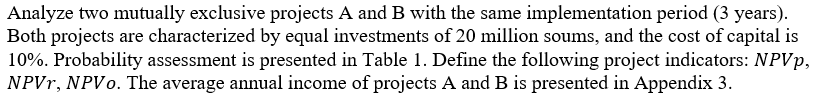 Analyze two mutually exclusive projects A and B with the same implementation period (3 years).
Both projects are characterized by equal investments of 20 million soums, and the cost of capital is
10%. Probability assessment is presented in Table 1. Define the following project indicators: NPVp,
NPVr, NPVo. The average annual income of projects A and B is presented in Appendix 3.